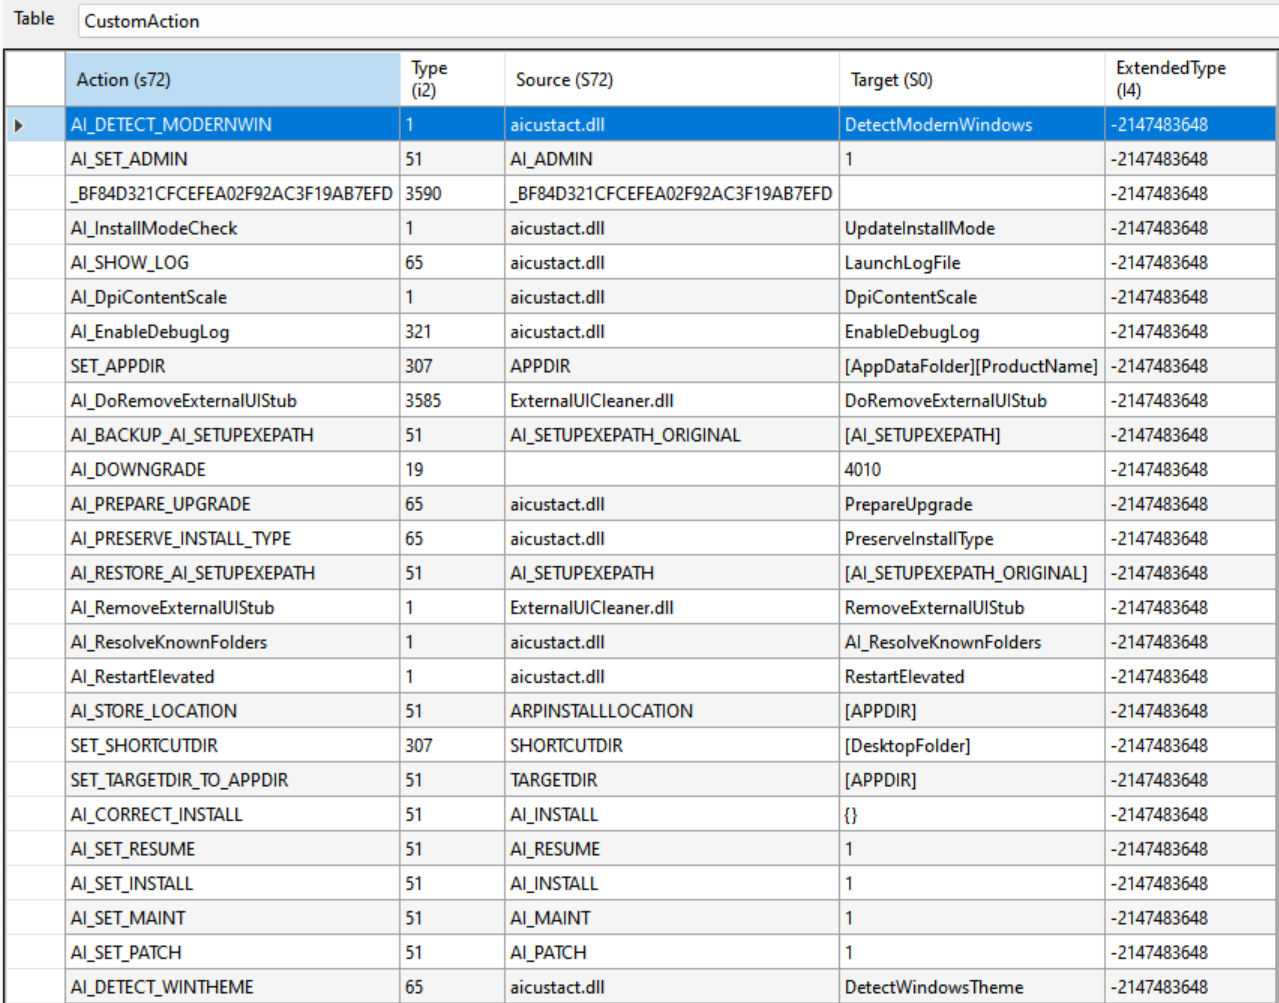 Table CustomAction
Action (s72) Type (i2) Source (S72) Target (S0) ExtendedType (I4)
AI_DETECT_MODERNWIN 1 aicustact.dll DetectModernWindows -2147483648
AI_SET_ADMIN 51 AI_ADMIN 1 -2147483648
_BF84D321CFCEFEA02F92AC3F19AB7EFD 3590 _BF84D321CFCEFEA02F92AC3F19AB7EFD -2147483648
AI_InstallModeCheck 1 aicustact.dll UpdateInstallMode -2147483648
AI_SHOW_LOG 65 aicustact.dll LaunchLogFile -2147483648
AI_DpiContentScale 1 aicustact.dll DpiContentScale -2147483648
AI_EnableDebugLog 321 aicustact.dll EnableDebugLog -2147483648
SET_APPDIR 307 APPDIR [AppDataFolder][ProductName] -2147483648
AI_DoRemoveExternalUIStub 3585 ExternalUICleaner.dll DoRemoveExternalUIStub -2147483648
AI_BACKUP_AI_SETUPEXEPATH 51 AI_SETUPEXEPATH_ORIGINAL [AI_SETUPEXEPATH] -2147483648
AI_DOWNGRADE 19 4010 -2147483648
AI_PREPARE_UPGRADE 65 aicustact.dll PrepareUpgrade -2147483648
AI_PRESERVE_INSTALL_TYPE 65 aicustact.dll PreserveInstallType -2147483648
AI_RESTORE_AI_SETUPEXEPATH 51 AI_SETUPEXEPATH [AI_SETUPEXEPATH_ORIGINAL] -2147483648
AI_RemoveExternalUIStub 1 ExternalUICleaner.dll RemoveExternalUIStub -2147483648
AI_ResolveKnownFolders 1 aicustact.dll AI_ResolveKnownFolders -2147483648
AI_RestartElevated 1 aicustact.dll RestartElevated -2147483648
AI_STORE_LOCATION 51 ARPINSTALLLOCATION [APPDIR] -2147483648
SET_SHORTCUTDIR 307 SHORTCUTDIR [DesktopFolder] -2147483648
SET_TARGETDIR_TO_APPDIR 51 TARGETDIR [APPDIR] -2147483648
AI_CORRECT_INSTALL 51 AI_INSTALL {} -2147483648
AI_SET_RESUME 51 AI_RESUME 1 -2147483648
AI_SET_INSTALL 51 AI_INSTALL 1 -2147483648
AI_SET_MAINT 51 AI_MAINT 1 -2147483648
AI_SET_PATCH 51 AI_PATCH 1 -2147483648
AI_DETECT_WINTHEME 65 aicustact.dll DetectWindowsTheme -2147483648